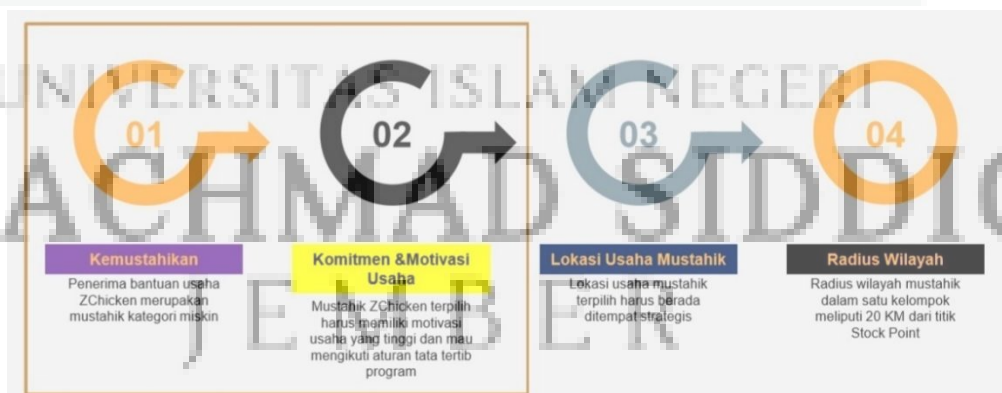 UNIVERSITAS ISLAM NEGERI
ACHMAD SIDDIQ
JEMBER
01
02
03
04
Kemustahikan
Penerima bantuan usaha
ZChicken merupakan
mustahik kategori miskin
Komitmen &Motivasi
Usaha
Mustahik ZChicken terpilih
harus memiliki motivasi
usaha yang tinggi dan mau
mengikuti aturan tata tertib
program
Lokasi Usaha Mustahik
Lokasi usaha mustahik
terpilih harus berada
ditempat strategis
Radius Wilayah
Radius wilayah mustahik
dalam satu kelompok
meliputi 20 KM dari titik
Stock Point